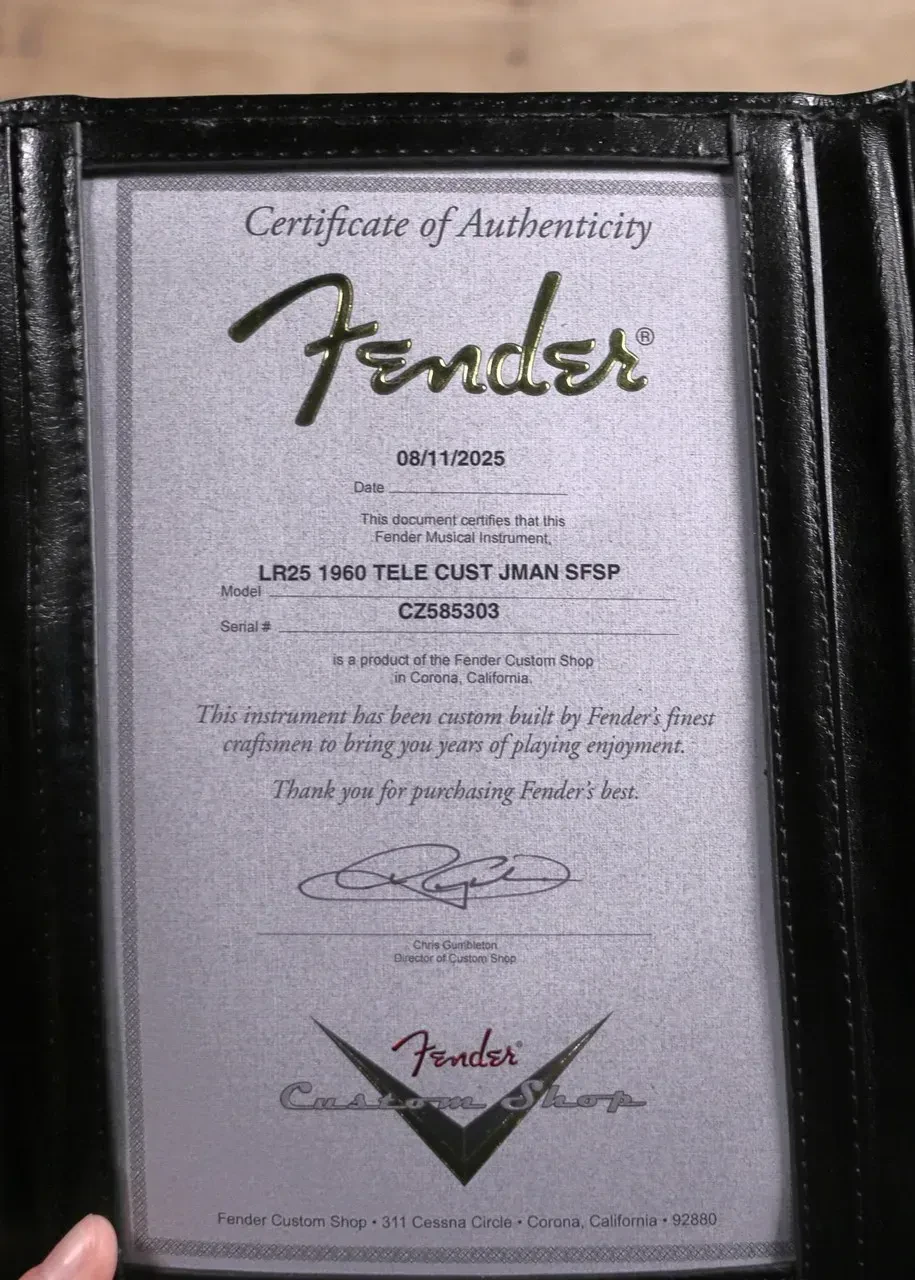 Certificate of Authenticity
Fender®
08/11/2025
Date
This document certifies that this
Fender Musical Instrument,
LR25 1960 TELE CUST JMAN SFSP
Model
CZ585303
Serial #
is a product of the Fender Custom Shop
in Corona, California.
This instrument has been custom built by Fender's finest
craftsmen to bring you years of playing enjoyment.
Thank you for purchasing Fender's best.
Chris Gumbleton
Director of Custom Shop
Fender®
Custom Shop
Fender Custom Shop • 311 Cessna Circle • Corona, California • 92880